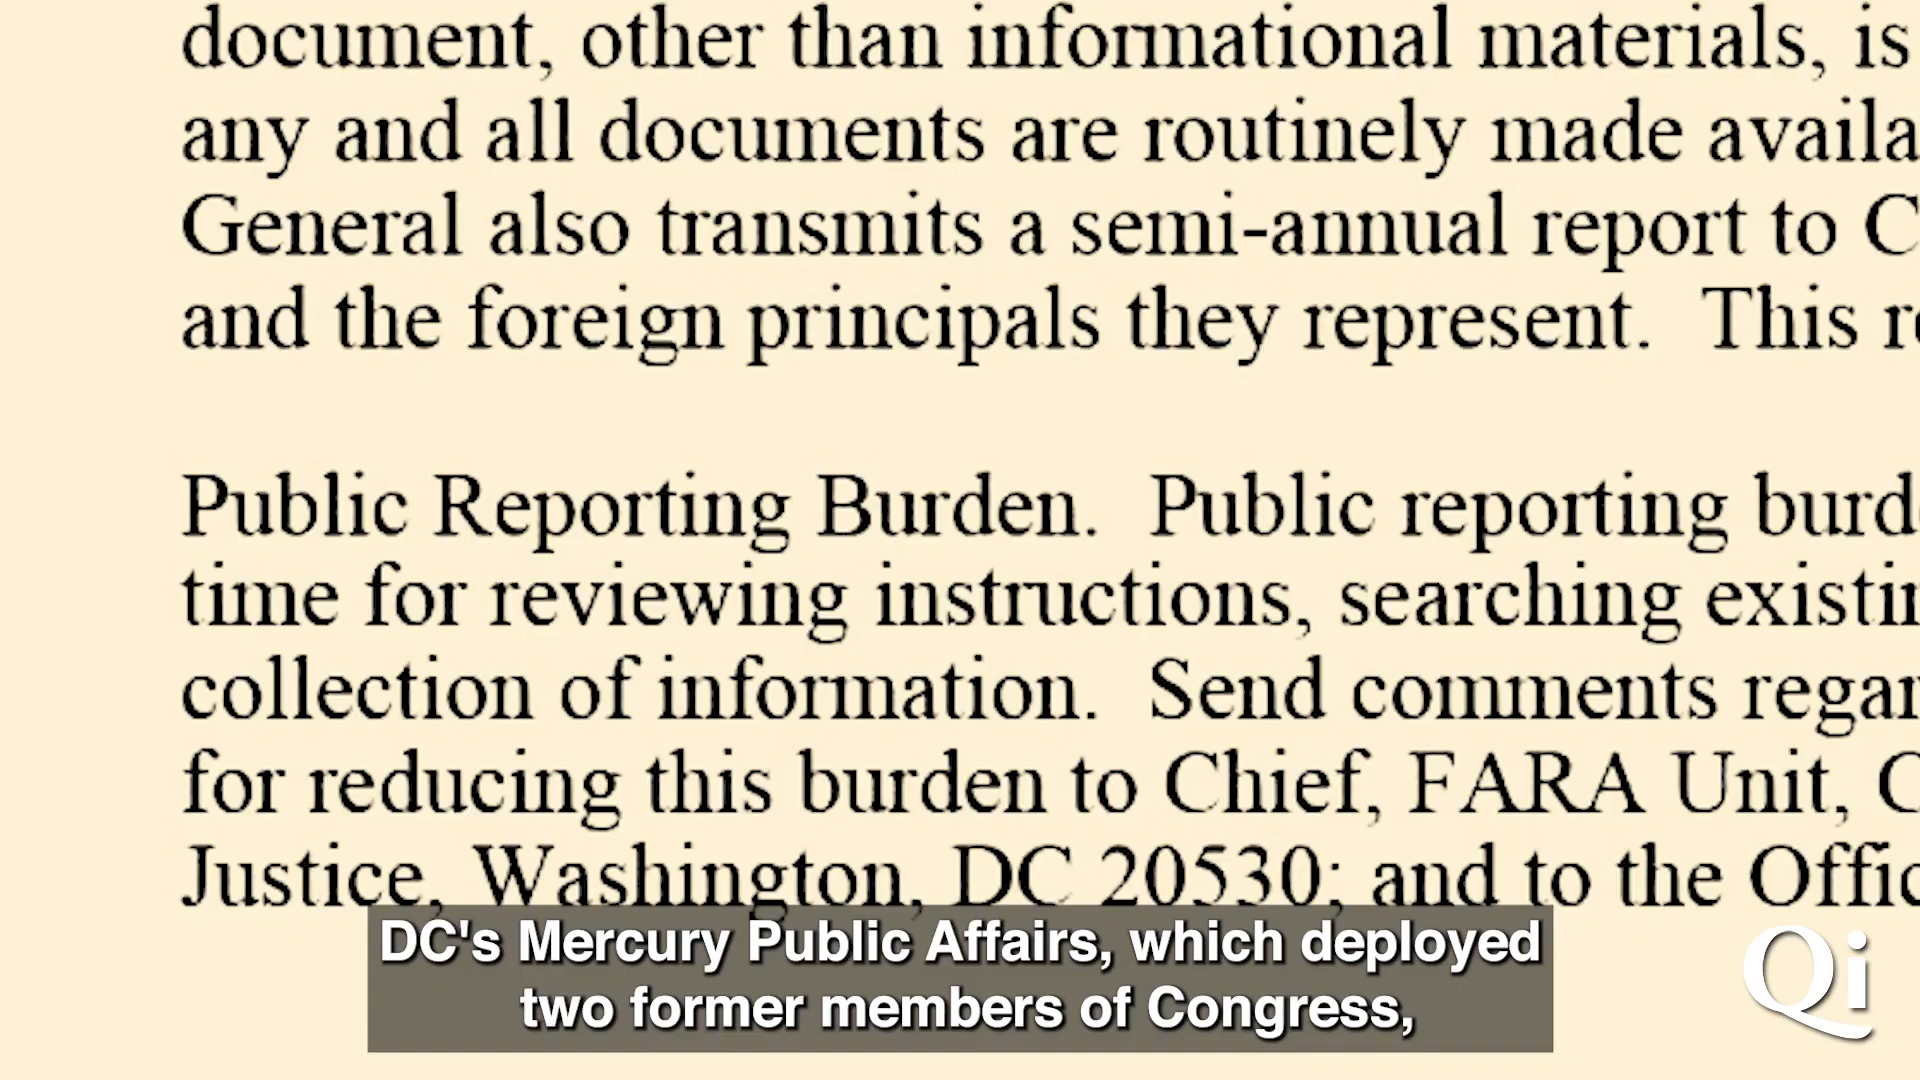 document, other than informational materials, is
any and all documents are routinely made availa
General also transmits a semi-annual report to C
and the foreign principals they represent. This re
Public Reporting Burden. Public reporting burde
time for reviewing instructions, searching existin
collection of information. Send comments regar
for reducing this burden to Chief, FARA Unit, C
Justice, Washington, DC 20530; and to the Offic
DC's Mercury Public Affairs, which deployed
two former members of Congress,
Qi